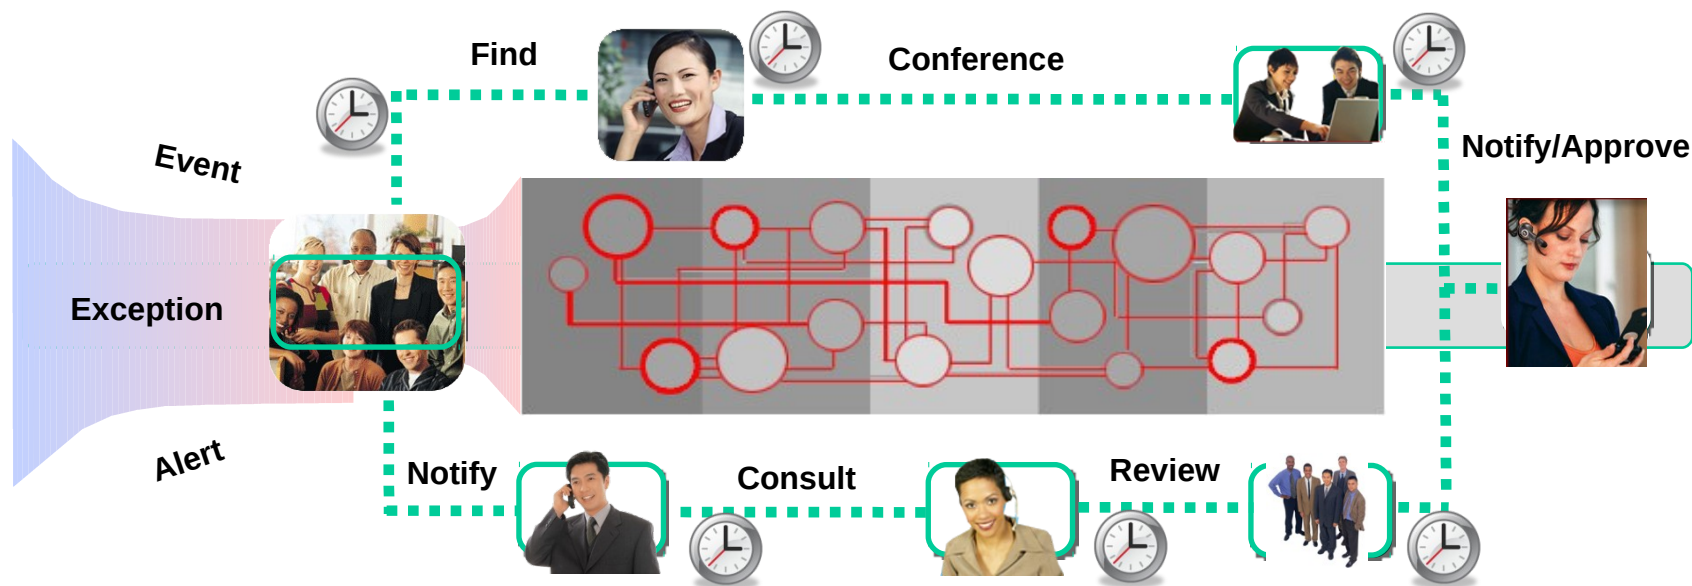 Find
Conference
Event
Notify/Approve
Exception
Alert
Notify
Consult
Review